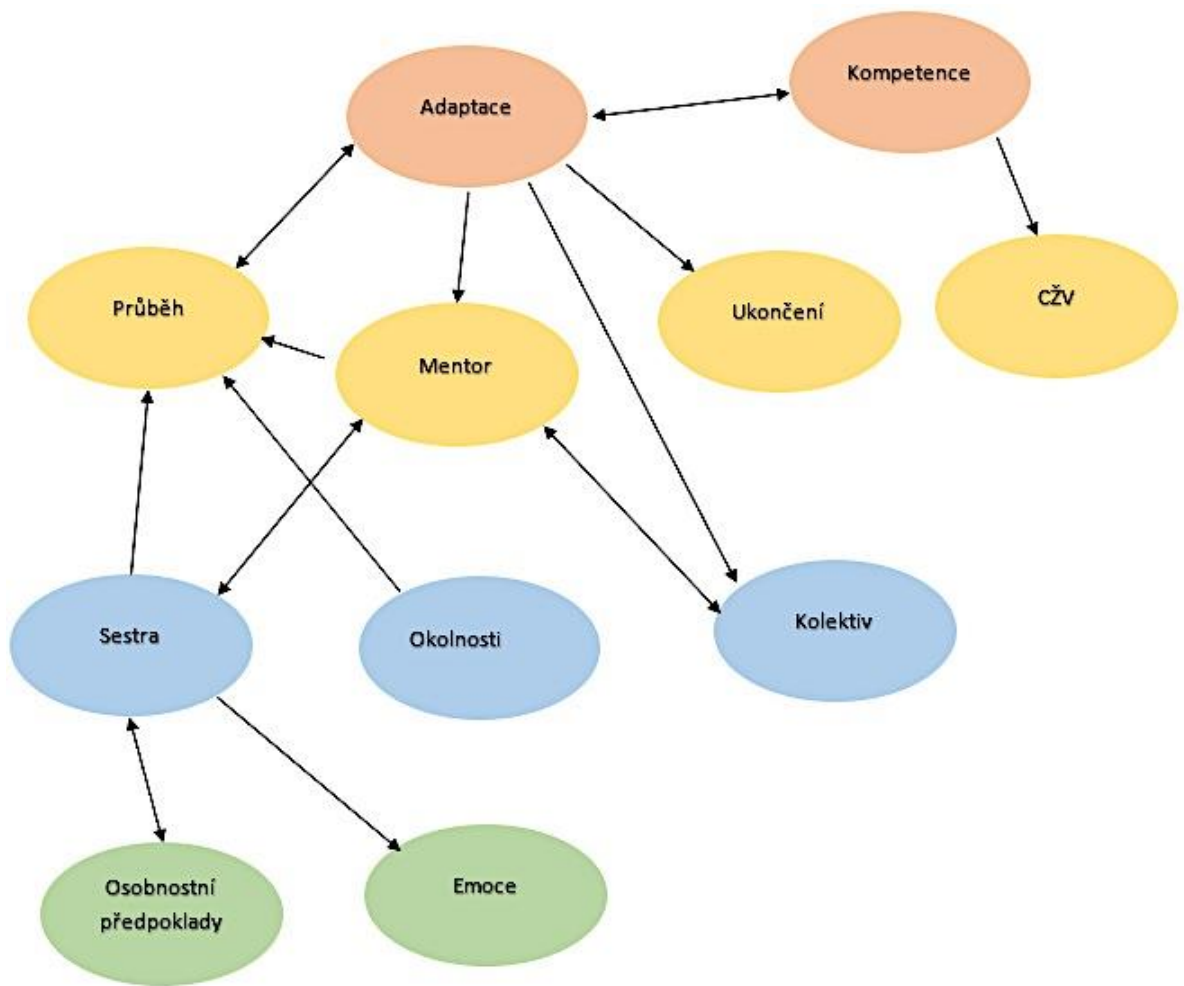 Kompetence
Adaptace
CŽV
Průběh
Ukončení
Mentor
Kolektiv
Sestra
Okolnosti
Osobnostní
předpoklady
Emoce